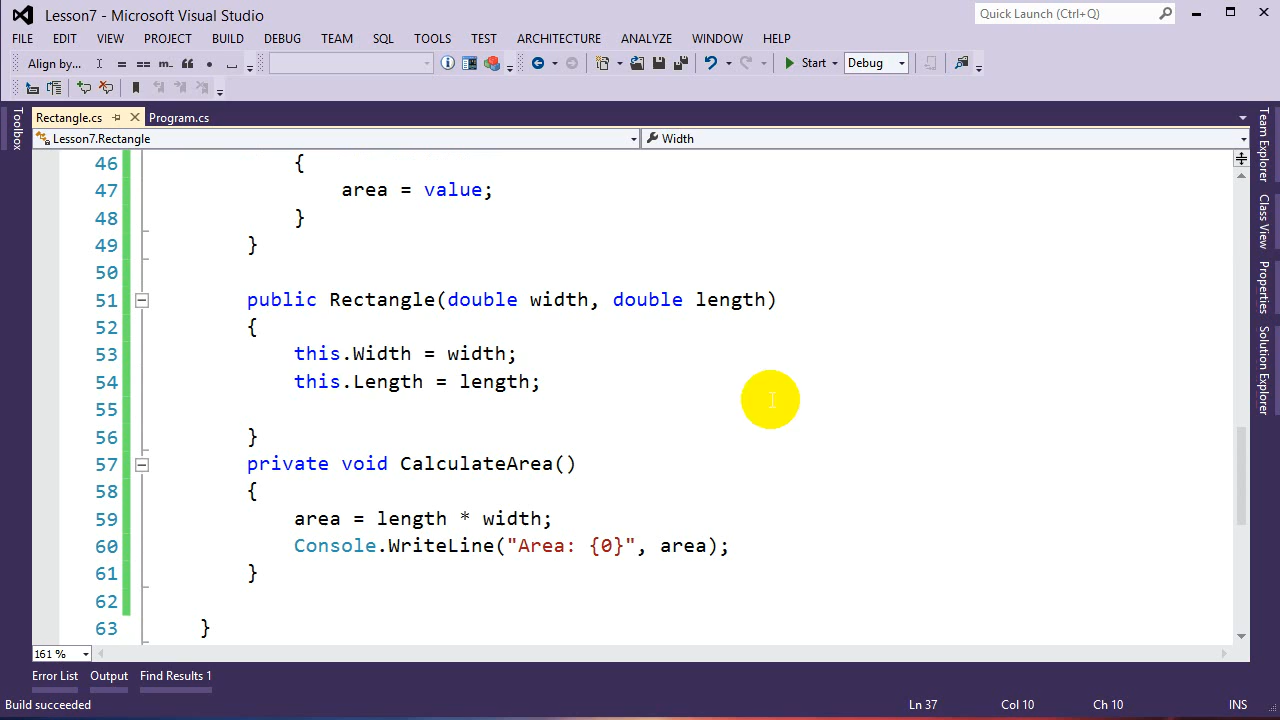 Lesson7 - Microsoft Visual Studio
Quick Launch (Ctrl+Q)
FILE EDIT VIEW PROJECT BUILD DEBUG TEAM SQL TOOLS TEST ARCHITECTURE ANALYZE WINDOW HELP
Align by... = == m.. Start Debug
Rectangle.cs Program.cs
Lesson7.Rectangle Width
46 {
47 area = value;
48 }
49 }
50
51 public Rectangle(double width, double length)
52 {
53 this.Width = width;
54 this.Length = length;
55
56 }
57 private void CalculateArea()
58 {
59 area = length * width;
60 Console.WriteLine("Area: {0}", area);
61 }
62
63 }
161 %
Toolbox
Team Explorer
Class View
Properties
Solution Explorer
Error List Output Find Results 1
Build succeeded Ln 37 Col 10 Ch 10 INS